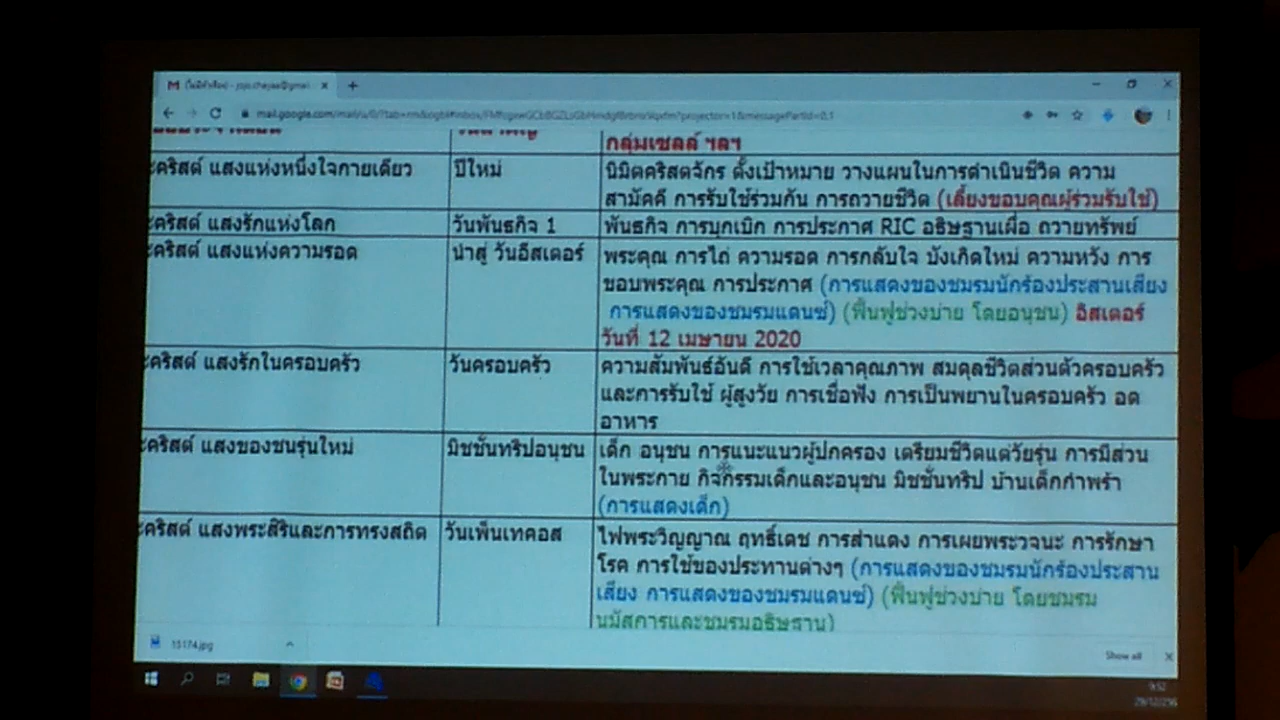 mail.google.com
กลุ่มเซลล์ ฯลฯ
คริสต์ แสงแห่งหนึ่งใจกายเดียว
ปีใหม่
นิมิตคริสตจักร ตั้งเป้าหมาย วางแผนในการดำเนินชีวิต ความ
สามัคคี การรับใช้ร่วมกัน การถวายชีวิต (เลี้ยงขอบคุณผู้ร่วมรับใช้)
คริสต์ แสงรักแห่งโลก
วันพันธกิจ 1
พันธกิจ การบุกเบิก การประกาศ RIC อธิษฐานเผื่อ ถวายทรัพย์
คริสต์ แสงแห่งความรอด
นำสู่ วันอีสเตอร์
พระคุณ การไถ่ ความรอด การกลับใจ บังเกิดใหม่ ความหวัง การ
ขอบพระคุณ การประกาศ (การแสดงของชมรมนักร้องประสานเสียง
การแสดงของชมรมแดนซ์) (ฟื้นฟูช่วงบ่าย โดยอนุชน) อิสเตอร์
วันที่ 12 เมษายน 2020
คริสต์ แสงรักในครอบครัว
วันครอบครัว
ความสัมพันธ์อันดี การใช้เวลาคุณภาพ สมดุลชีวิตส่วนตัวครอบครัว
และการรับใช้ ผู้สูงวัย การเชื่อฟัง การเป็นพยานในครอบครัว อด
อาหาร
คริสต์ แสงของชนรุ่นใหม่
มิชชั่นทริปอนุชน
เด็ก อนุชน การแนะแนวผู้ปกครอง เตรียมชีวิตแต่วัยรุ่น การมีส่วน
ในพระกาย กิจกรรมเด็กและอนุชน มิชชั่นทริป บ้านเด็กกำพร้า
(การแสดงเด็ก)
คริสต์ แสงพระสิริและการทรงสถิต
วันเพ็นเทคอส
ไฟพระวิญญาณ ฤทธิ์เดช การสำแดง การเผยพระวจนะ การรักษา
โรค การใช้ของประทานต่างๆ (การแสดงของชมรมนักร้องประสาน
เสียง การแสดงของชมรมแดนซ์) (ฟื้นฟูช่วงบ่าย โดยชมรม
นมัสการและชมรมอธิษฐาน)
15174.jpg
Show all
9:52